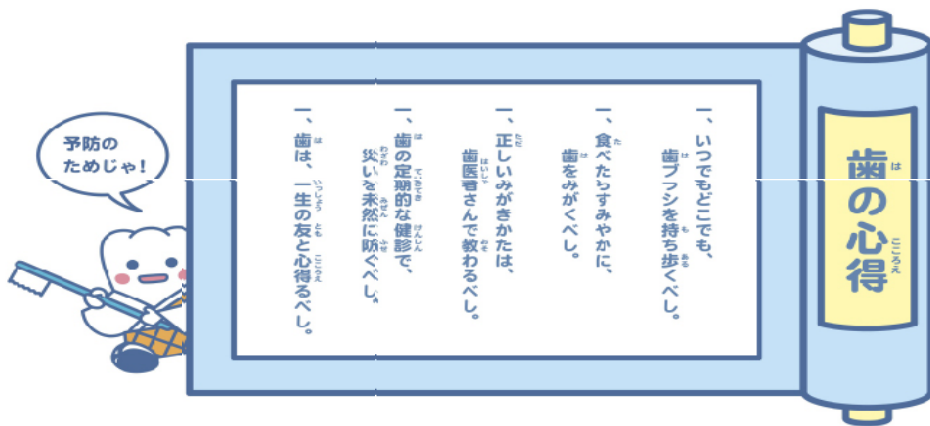 歯の心得
一、いつでもどこでも、
歯ブラシを持ち歩くべし。
一、食べたらすみやかに、
歯をみがくべし。
一、正しいみがきかたは、
歯医者さんで教わるべし。
一、歯の定期的な健診で、
災いを未然に防ぐべし。
一、歯は、一生の友と心得るべし。
予防の
ためじゃ!